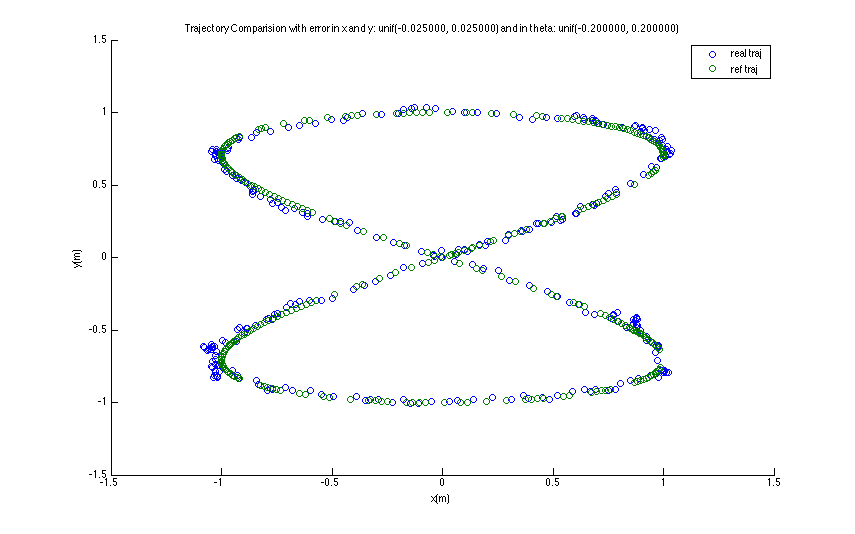 Trajectory Comparision with error in x and y: unif(-0.025000, 0.025000) and in theta: unif(-0.200000, 0.200000)
real traj
ref traj
1.5
1
0.5
0
-0.5
-1
-1.5
y(m)
-1.5 -1 -0.5 0 0.5 1 1.5
x(m)